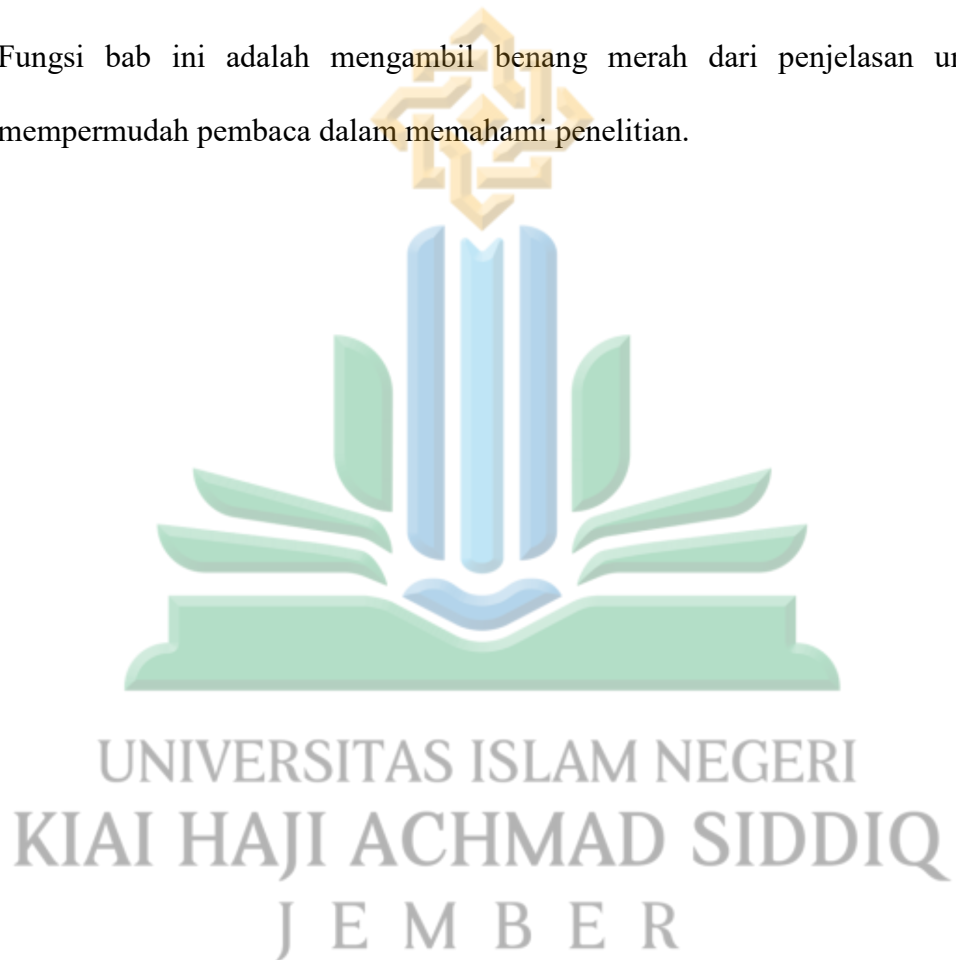 Fungsi bab ini adalah mengambil benang merah dari penjelasan
mempermudah pembaca dalam memahami penelitian.
UNIVERSITAS ISLAM NEGERI
KIAI HAJI ACHMAD SIDDIQ
JEMBER